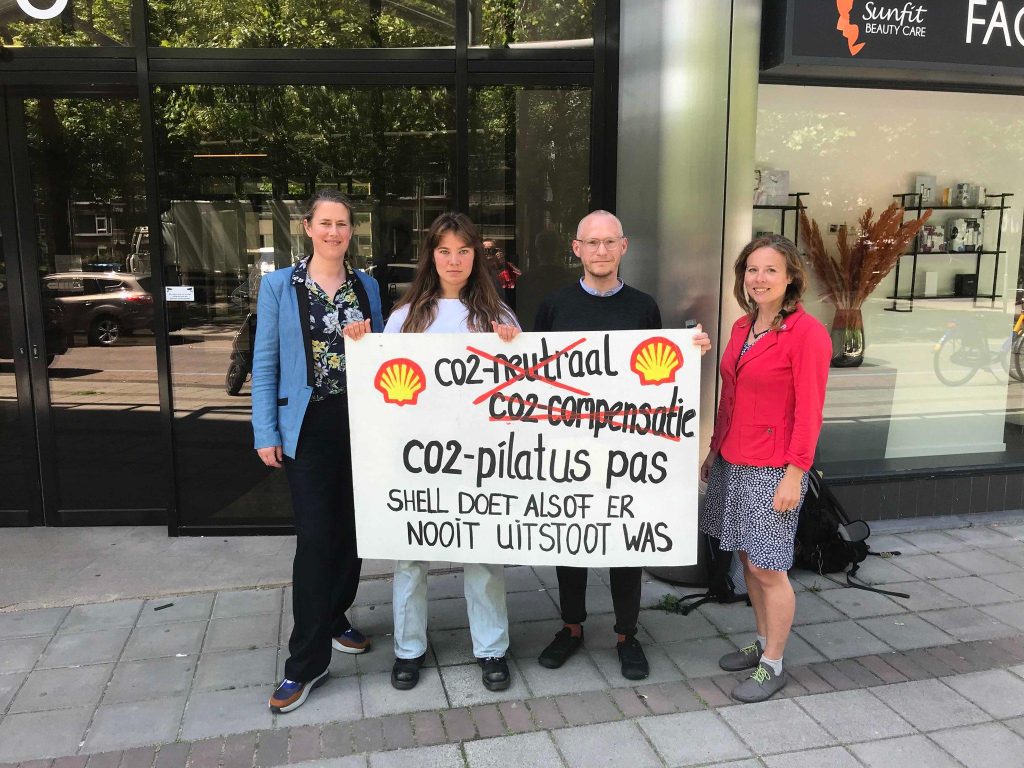 Sunfit
BEAUTY CARE
FAC
CO2-neutraal
CO2-compensatie
CO2-pilatus pas
SHELL DOET ALSOF ER
NOOIT UITSTOOT WAS